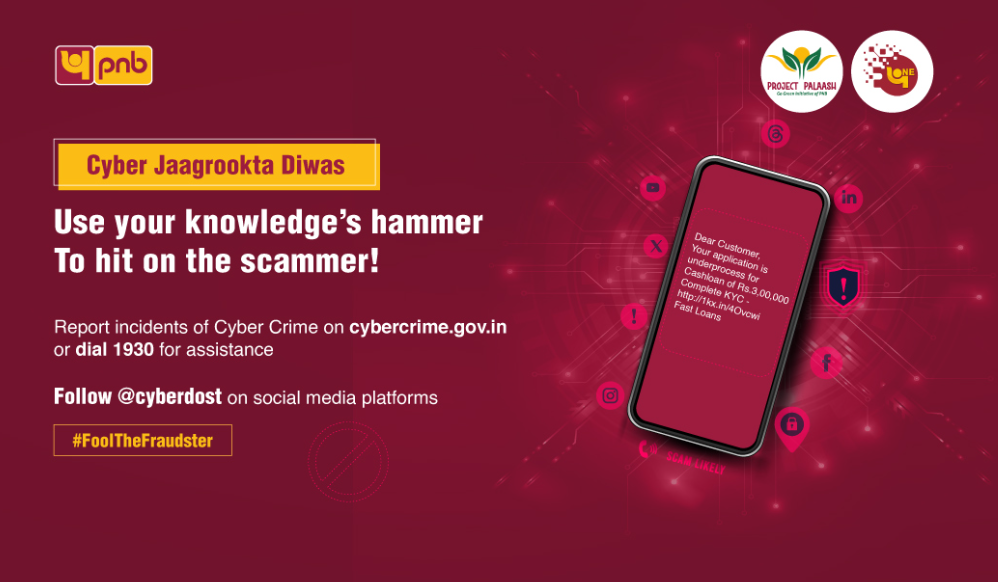 पpnb
PROJECT PALAASH
Go Green Initiative of PNB
पNE
Cyber Jaagrookta Diwas
Use your knowledge's hammer
To hit on the scammer!
Report incidents of Cyber Crime on cybercrime.gov.in
or dial 1930 for assistance
Follow @cyberdost on social media platforms
#FoolTheFraudster
Dear Customer,
Your application is
underprocess for
Cashloan of Rs.3,00,000
Complete KYC -
http://1kx.in/4Ovcwi
Fast Loans
SCAM LIKELY